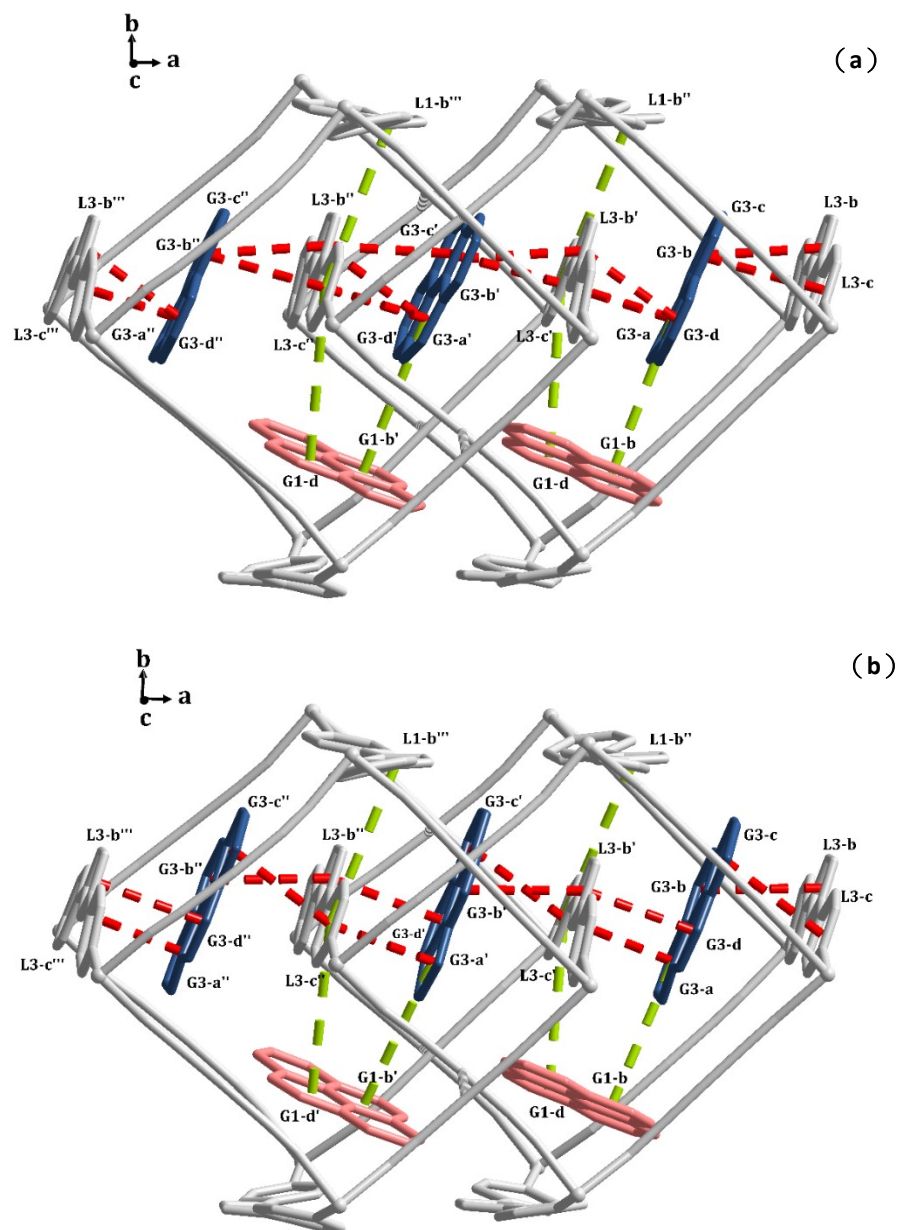 b
a
c
（a）
L1-b'''
L1-b''
L3-b'''
G3-c''
L3-b''
G3-c'
L3-b'
G3-c
L3-b
G3-b''
G3-b
G3-b'
L3-c
L3-c'''
G3-a''
G3-d''
L3-c''
G3-d'
G3-a'
L3-c'
G3-a
G3-d
G1-b'
G1-b
G1-d
G1-d
b
a
c
（b）
L1-b'''
L1-b''
G3-c''
G3-c'
G3-c
L3-b'''
L3-b''
L3-b'
L3-b
G3-b''
G3-b'
G3-b
L3-c
G3-d''
G3-d'
G3-d
L3-c'''
G3-a''
L3-c''
G3-a'
L3-c'
G3-a
G1-b'
G1-b
G1-d'
G1-d